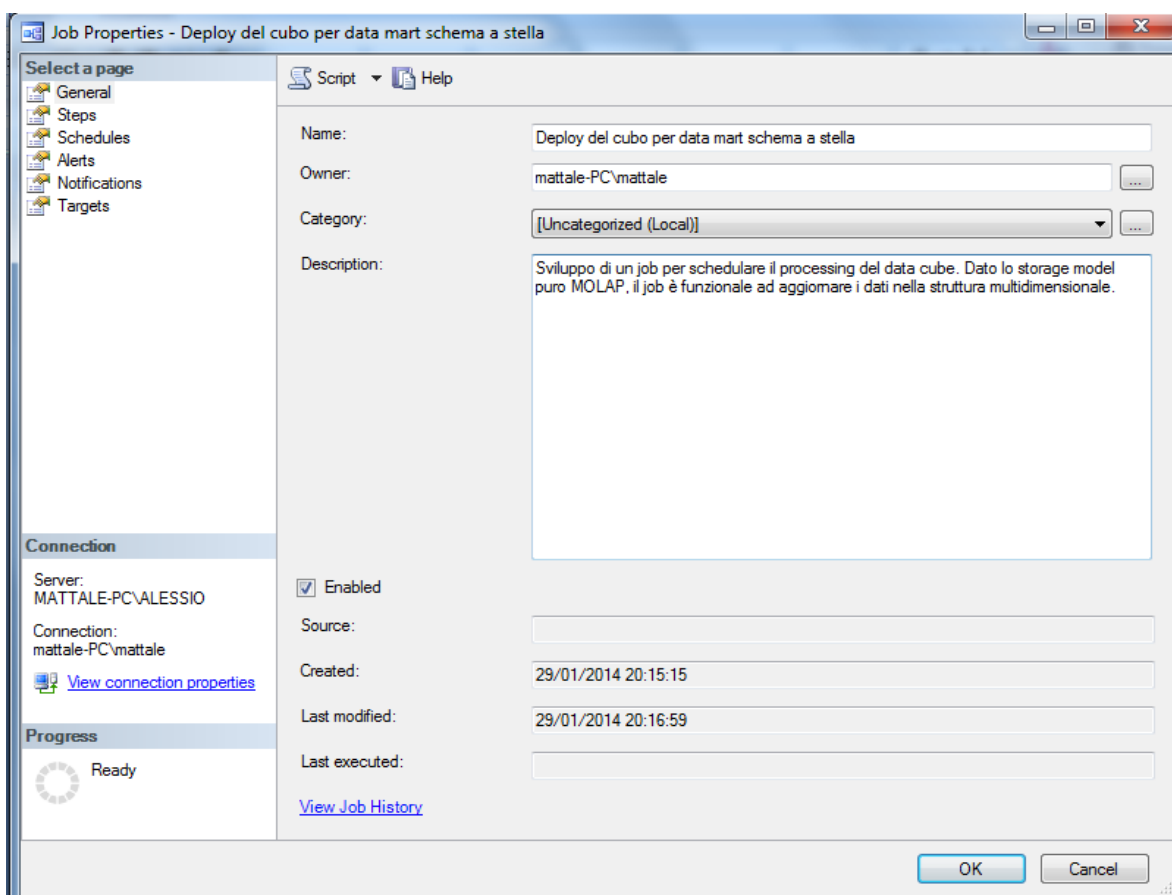 Job Properties - Deploy del cubo per data mart schema a stella
Select a page
General
Steps
Schedules
Alerts
Notifications
Targets
Script
Help
Name:
Deploy del cubo per data mart schema a stella
Owner:
mattale-PC\mattale
...
Category:
[Uncategorized (Local)]
...
Description:
Sviluppo di un job per schedulare il processing del data cube. Dato lo storage model
puro MOLAP, il job è funzionale ad aggiornare i dati nella struttura multidimensionale.
Connection
Server:
MATTALE-PC\ALESSIO
Connection:
mattale-PC\mattale
View connection properties
Progress
Ready
Enabled
Source:
Created:
29/01/2014 20:15:15
Last modified:
29/01/2014 20:16:59
Last executed:
View Job History
OK
Cancel